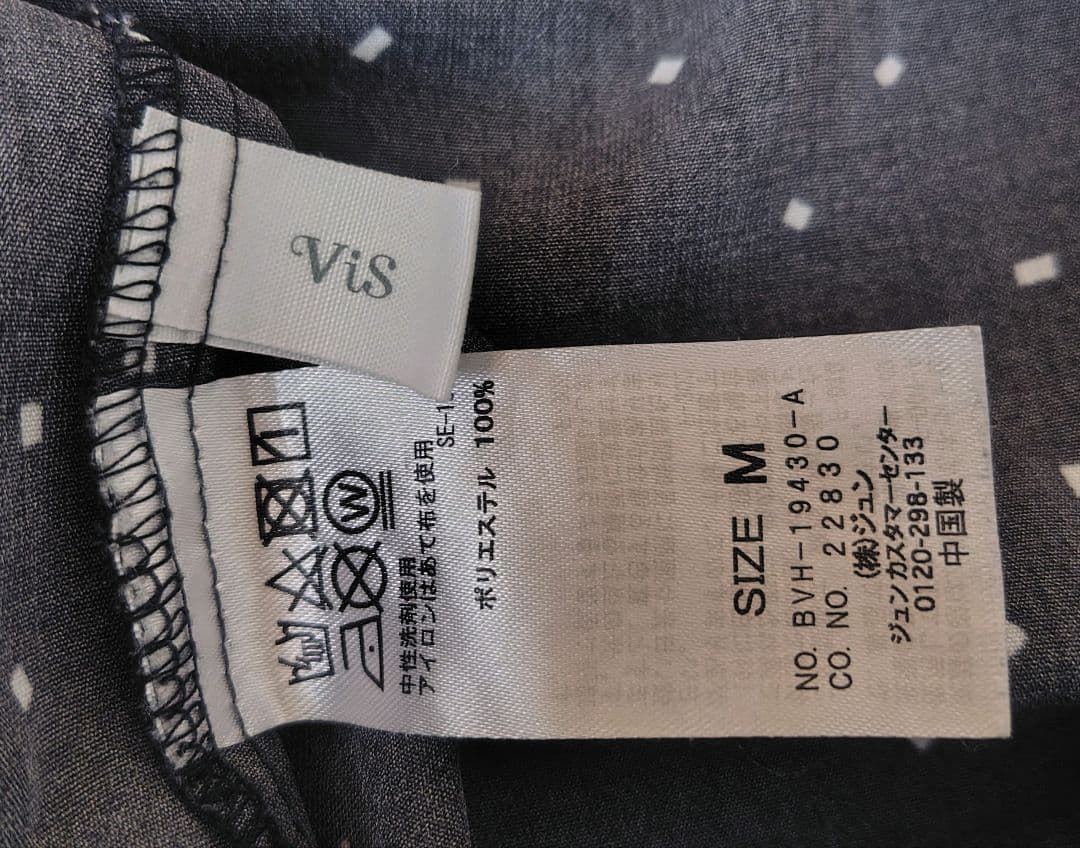 ViS
中性洗剤使用
アイロンはあて布を使用
SE-1
ポリエステル 100%
SIZE M
NO. BVH-19430-A
CO. NO. 22830
(株)ジュン
ジュンカスタマーセンター
0120-298-133
中国製